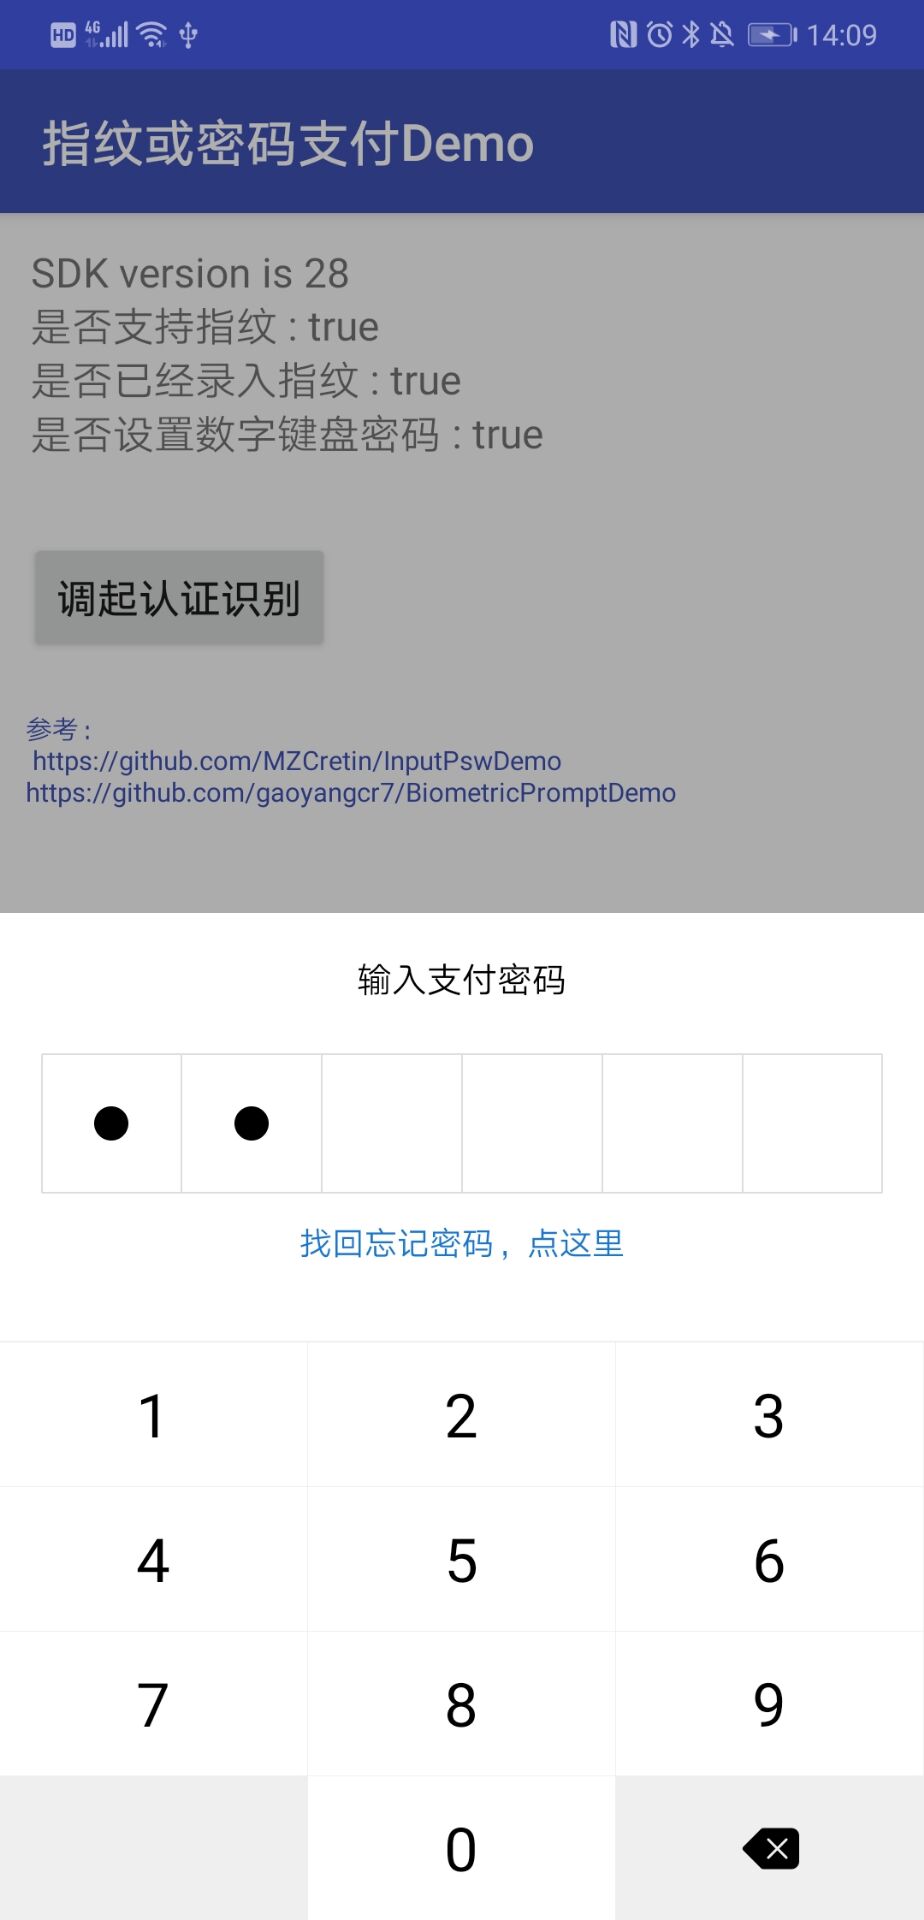 HD 4G 14:09
指纹或密码支付Demo
SDK version is 28
是否支持指纹 : true
是否已经录入指纹 : true
是否设置数字键盘密码 : true
调起认证识别
参考 :
https://github.com/MZCretin/InputPswDemo
https://github.com/gaoyangcr7/BiometricPromptDemo
输入支付密码
找回忘记密码，点这里
1 2 3
4 5 6
7 8 9
0